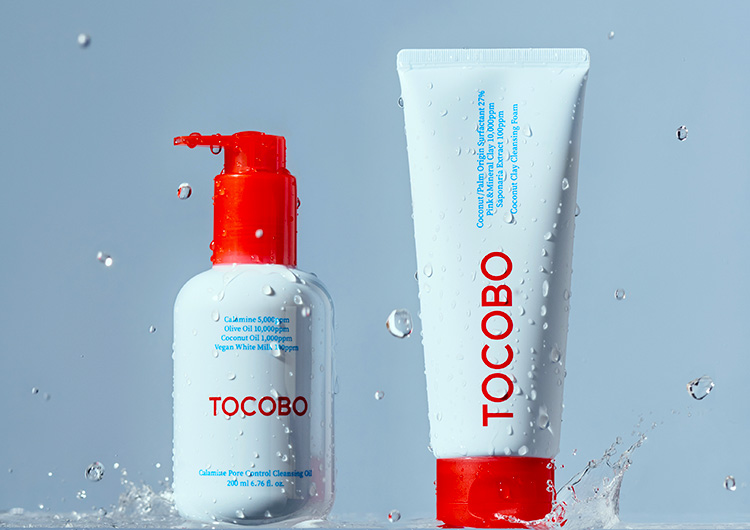 Calamine 5,000ppm
Olive Oil 10,000ppm
Coconut Oil 1,000ppm
Vegan White Milk 100ppm
TOCOBO
Calamine Pore Control Cleansing Oil
200 ml 6.76 fl. oz.
Coconut/Palm Origin Surfactant 27%
Pink&Mineral Clay 10,000ppm
Saponaria Extract 100ppm
Coconut Clay Cleansing Foam
TOCOBO